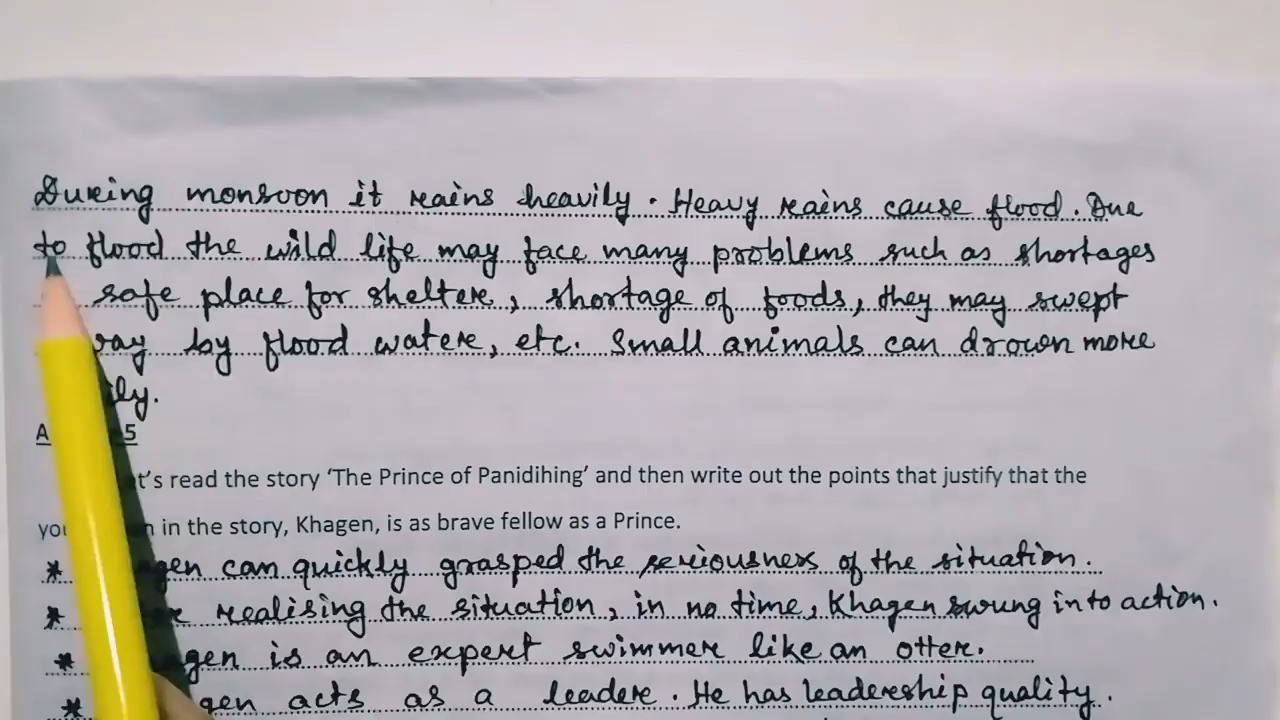 During monsoon it rains heavily. Heavy rains cause flood. Due
to flood the wild life may face many problems such as shortages
safe place for shelter, shortage of foods, they may swept
by flood water, etc. Small animals can drown more
5
read the story ‘The Prince of Panidihing’ and then write out the points that justify that the
in the story, Khagen, is as brave fellow as a Prince.
* can quickly grasped the seriousness of the situation.
* realising the situation, in no time, Khagen swung into action.
* is an expert swimmer like an otter.
* acts as a leader. He has leadership quality.